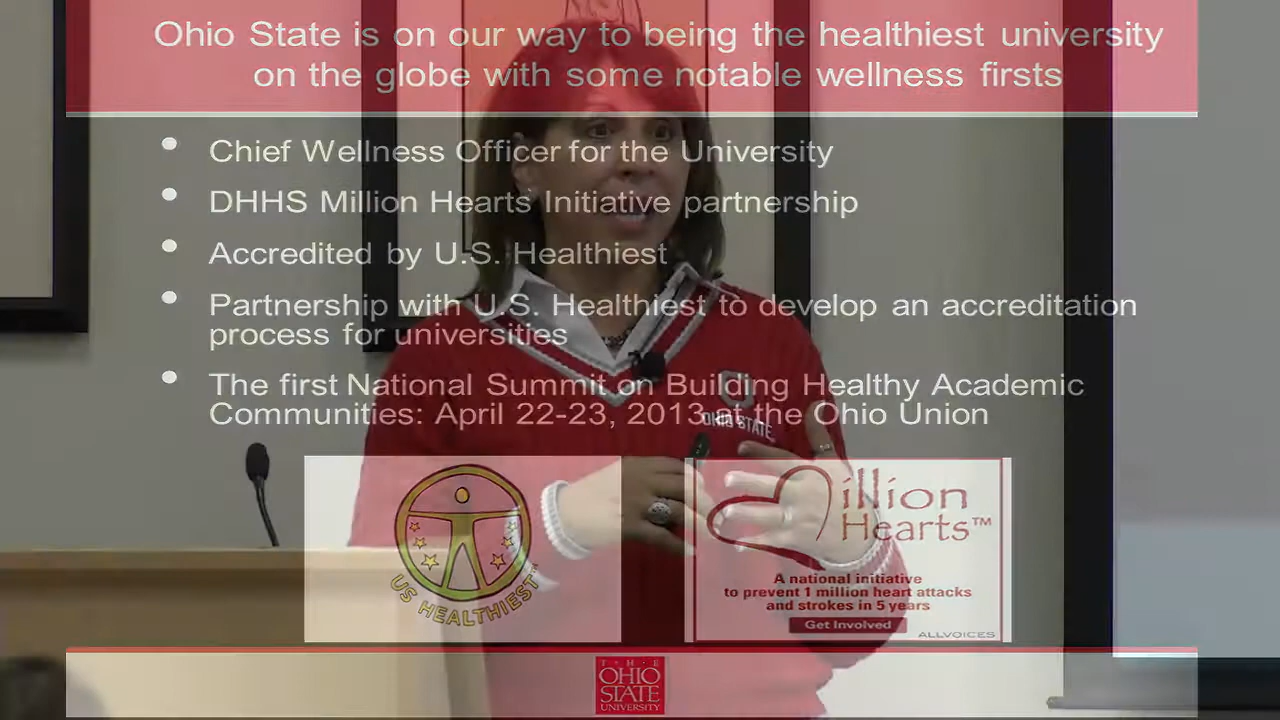 Ohio State is on our way to being the healthiest university
on the globe with some notable wellness firsts
• Chief Wellness Officer for the University
• DHHS Million Hearts Initiative partnership
• Accredited by U.S. Healthiest
• Partnership with U.S. Healthiest to develop an accreditation
process for universities
• The first National Summit on Building Healthy Academic
Communities: April 22-23, 2013 at the Ohio Union
OHIO STATE
US HEALTHIEST
Million
Hearts™
A national initiative
to prevent 1 million heart attacks
and strokes in 5 years
Get Involved
ALLVOICES
T·H·E
OHIO
STATE
UNIVERSITY